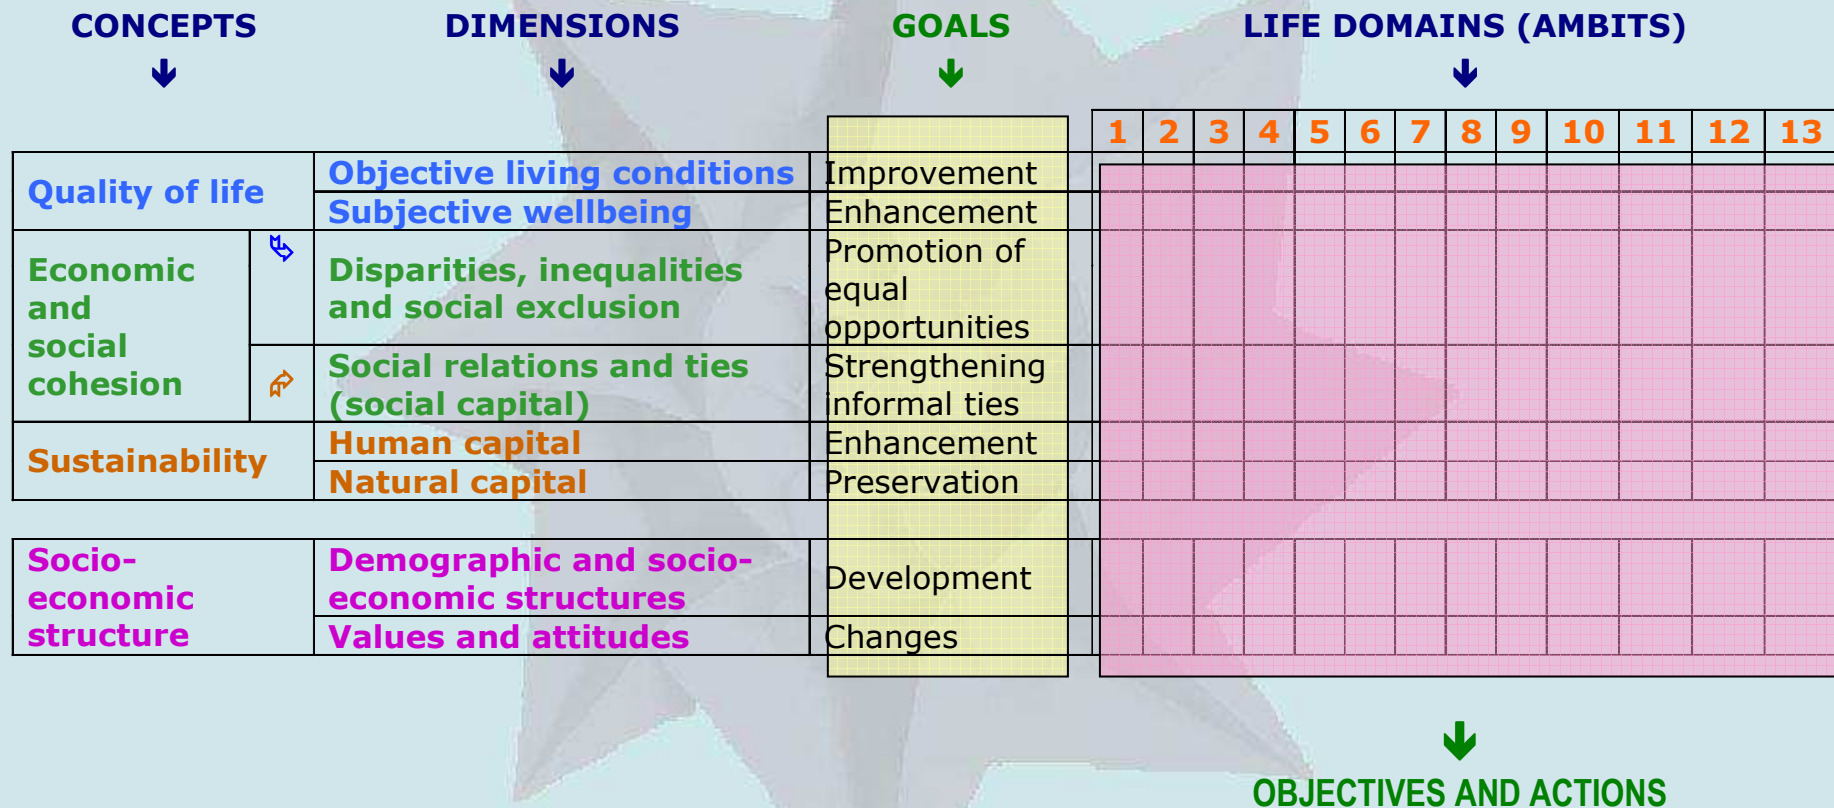 CONCEPTS DIMENSIONS GOALS LIFE DOMAINS (AMBITS)
1 2 3 4 5 6 7 8 9 10 11 12 13
Quality of life
Objective living conditions
Improvement
Subjective wellbeing
Enhancement
Economic
and
social
cohesion
Disparities, inequalities
and social exclusion
Promotion of
equal
opportunities
Social relations and ties
(social capital)
Strengthening
informal ties
Sustainability
Human capital
Enhancement
Natural capital
Preservation
Socio-
economic
structure
Demographic and socio-
economic structures
Development
Values and attitudes
Changes
OBJECTIVES AND ACTIONS